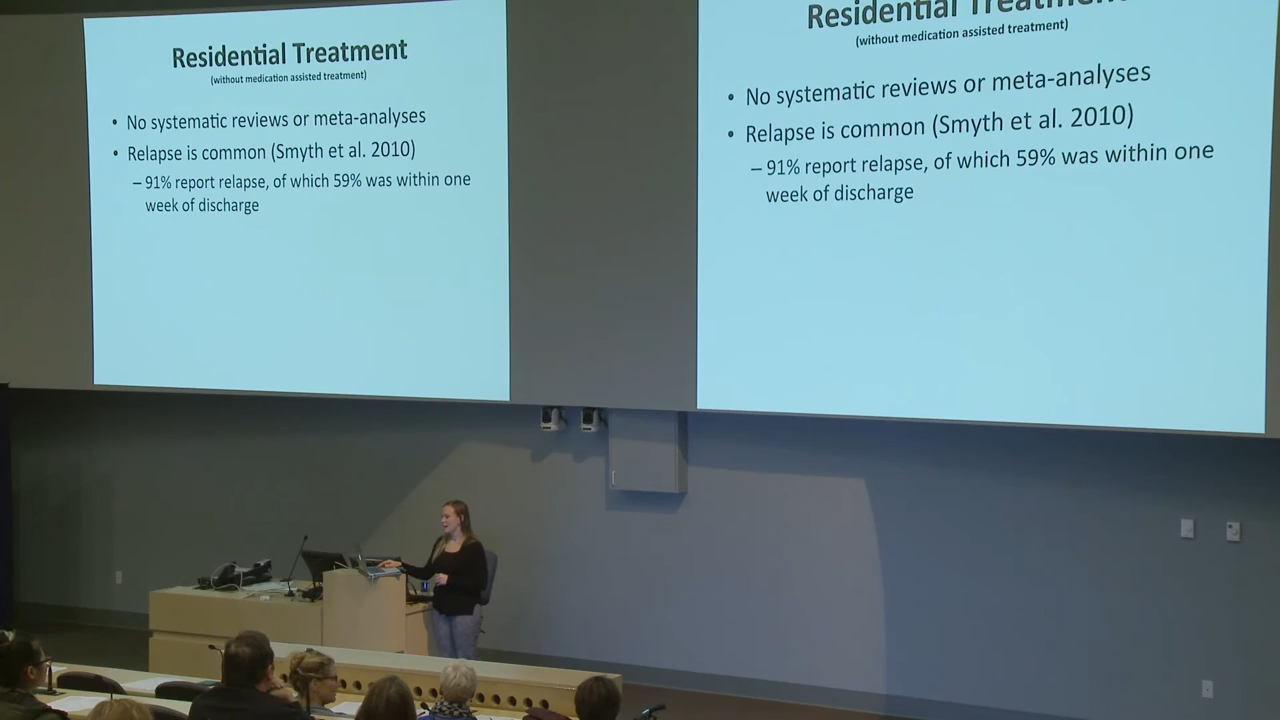 Residential Treatment
(without medication assisted treatment)
• No systematic reviews or meta-analyses
• Relapse is common (Smyth et al. 2010)
– 91% report relapse, of which 59% was within one
week of discharge
Residential Treatment
(without medication assisted treatment)
• No systematic reviews or meta-analyses
• Relapse is common (Smyth et al. 2010)
– 91% report relapse, of which 59% was within one
week of discharge